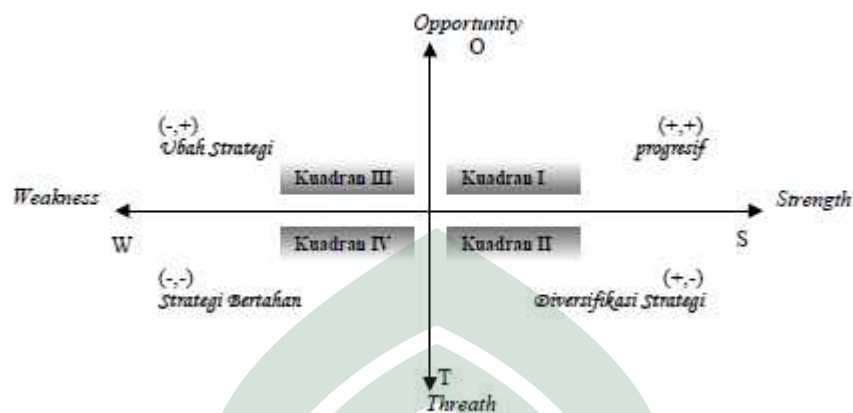 Opportunity
O
(-,+)
Ubah Strategi
(+,+)
progresif
Kuadran III
Kuadran I
Weakness
Strength
W
Kuadran IV
Kuadran II
S
(-,-)
Strategi Bertahan
(+,-)
Diversifikasi Strategi
T
Threath